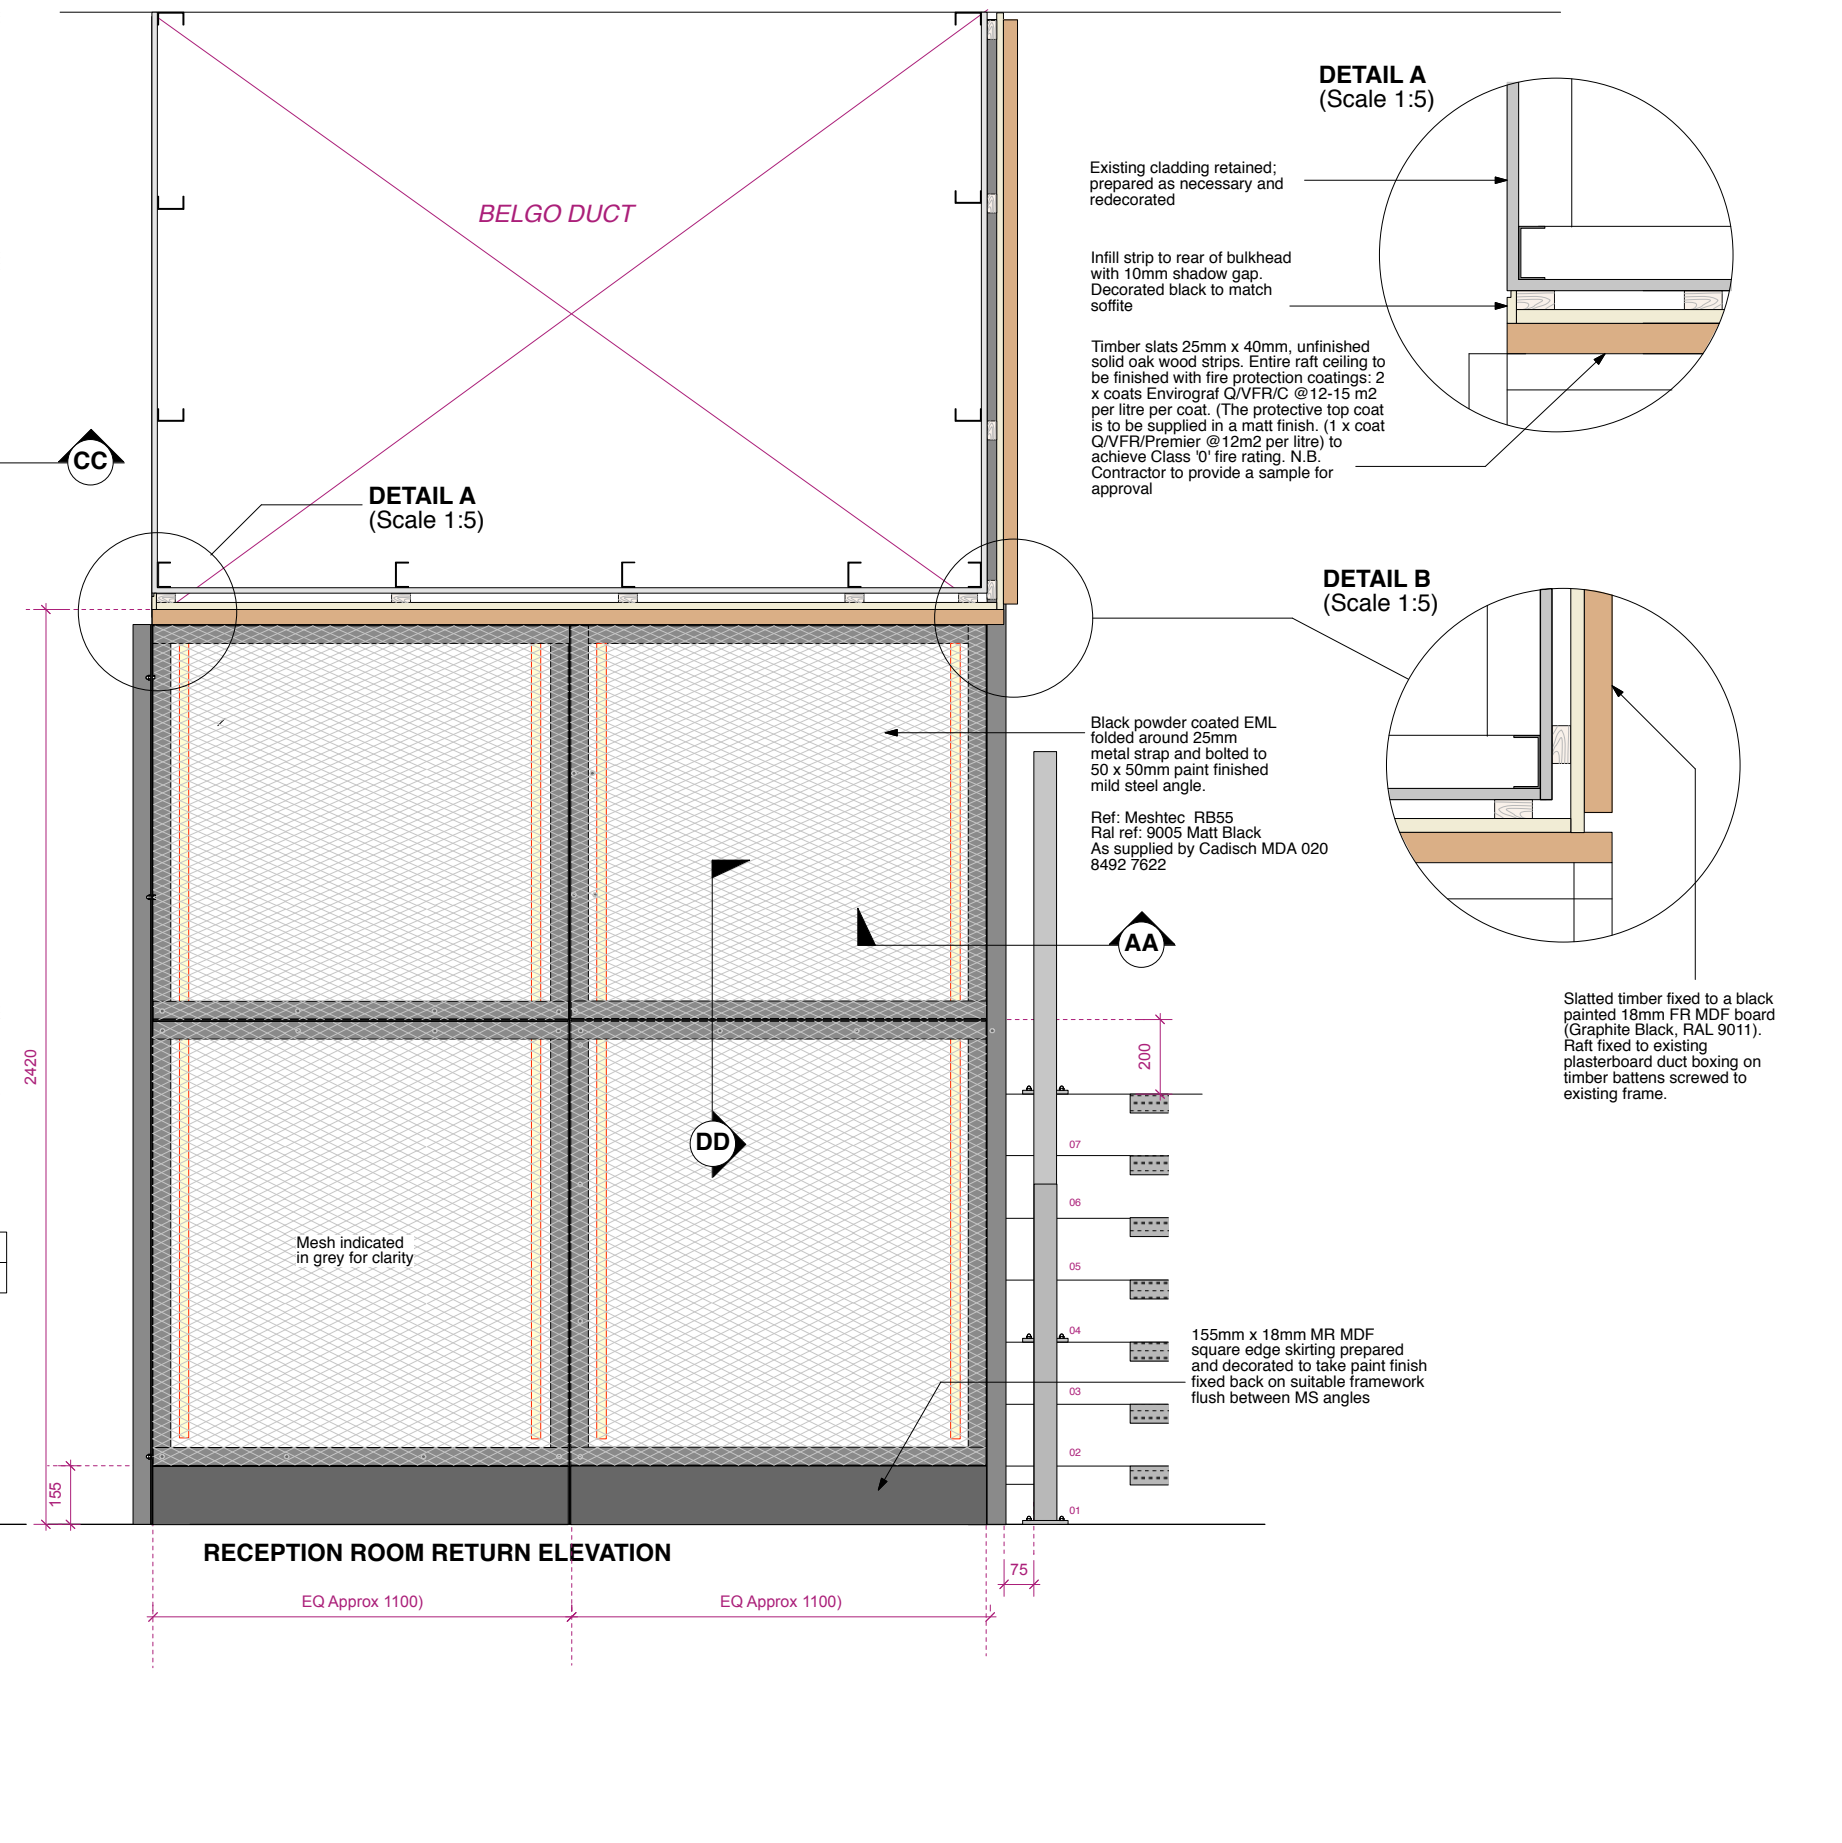 DETAIL A
(Scale 1:5)
Existing cladding retained;
prepared as necessary and
redecorated
BELGO DUCT
Infill strip to rear of bulkhead
with 10mm shadow gap.
Decorated black to match
soffite
Timber slats 25mm x 40mm, unfinished
solid oak wood strips. Entire raft ceiling to
be finished with fire protection coatings: 2
x coats Envirograf Q/VFR/C @12-15 m2
per litre per coat. (The protective top coat
is to be supplied in a matt finish. (1 x coat
Q/VFR/Premier @12m2 per litre) to
achieve Class '0' fire rating. N.B.
Contractor to provide a sample for
approval
CC
DETAIL A
(Scale 1:5)
DETAIL B
(Scale 1:5)
Black powder coated EML
folded around 25mm
metal strap and bolted to
50 x 50mm paint finished
mild steel angle.
Ref: Meshtec RB55
Ral ref: 9005 Matt Black
As supplied by Cadisch MDA 020
8492 7622
AA
Slatted timber fixed to a black
painted 18mm FR MDF board
(Graphite Black, RAL 9011).
Raft fixed to existing
plasterboard duct boxing on
timber battens screwed to
existing frame.
2420
200
DD
07
06
Mesh indicated
in grey for clarity
05
04
155mm x 18mm MR MDF
square edge skirting prepared
and decorated to take paint finish
fixed back on suitable framework
flush between MS angles
03
02
155
01
RECEPTION ROOM RETURN ELEVATION
75
EQ Approx 1100)
EQ Approx 1100)